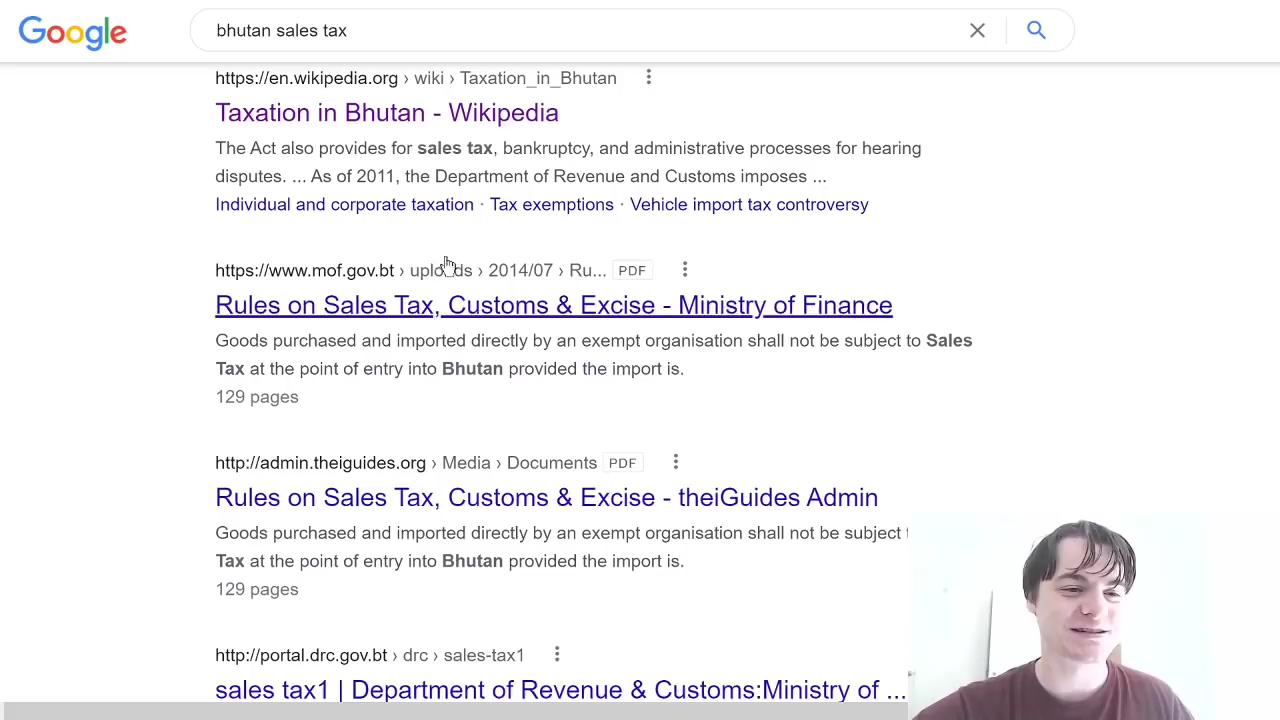 Google
bhutan sales tax
https://en.wikipedia.org › wiki › Taxation_in_Bhutan
Taxation in Bhutan - Wikipedia
The Act also provides for sales tax, bankruptcy, and administrative processes for hearing
disputes. ... As of 2011, the Department of Revenue and Customs imposes ...
Individual and corporate taxation · Tax exemptions · Vehicle import tax controversy
https://www.mof.gov.bt › uploads › 2014/07 › Ru... PDF
Rules on Sales Tax, Customs & Excise - Ministry of Finance
Goods purchased and imported directly by an exempt organisation shall not be subject to Sales
Tax at the point of entry into Bhutan provided the import is.
129 pages
http://admin.theiguides.org › Media › Documents PDF
Rules on Sales Tax, Customs & Excise - theiGuides Admin
Goods purchased and imported directly by an exempt organisation shall not be subject
Tax at the point of entry into Bhutan provided the import is.
129 pages
http://portal.drc.gov.bt › drc › sales-tax1
sales tax1 | Department of Revenue & Customs:Ministry of ...